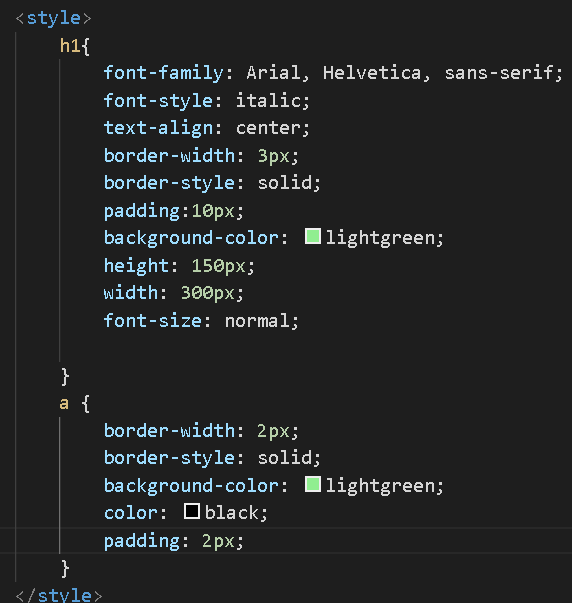 <style>
h1{
font-family: Arial, Helvetica, sans-serif;
font-style: italic;
text-align: center;
border-width: 3px;
border-style: solid;
padding:10px;
background-color: lightgreen;
height: 150px;
width: 300px;
font-size: normal;
}
a {
border-width: 2px;
border-style: solid;
background-color: lightgreen;
color: black;
padding: 2px;
}
</style>